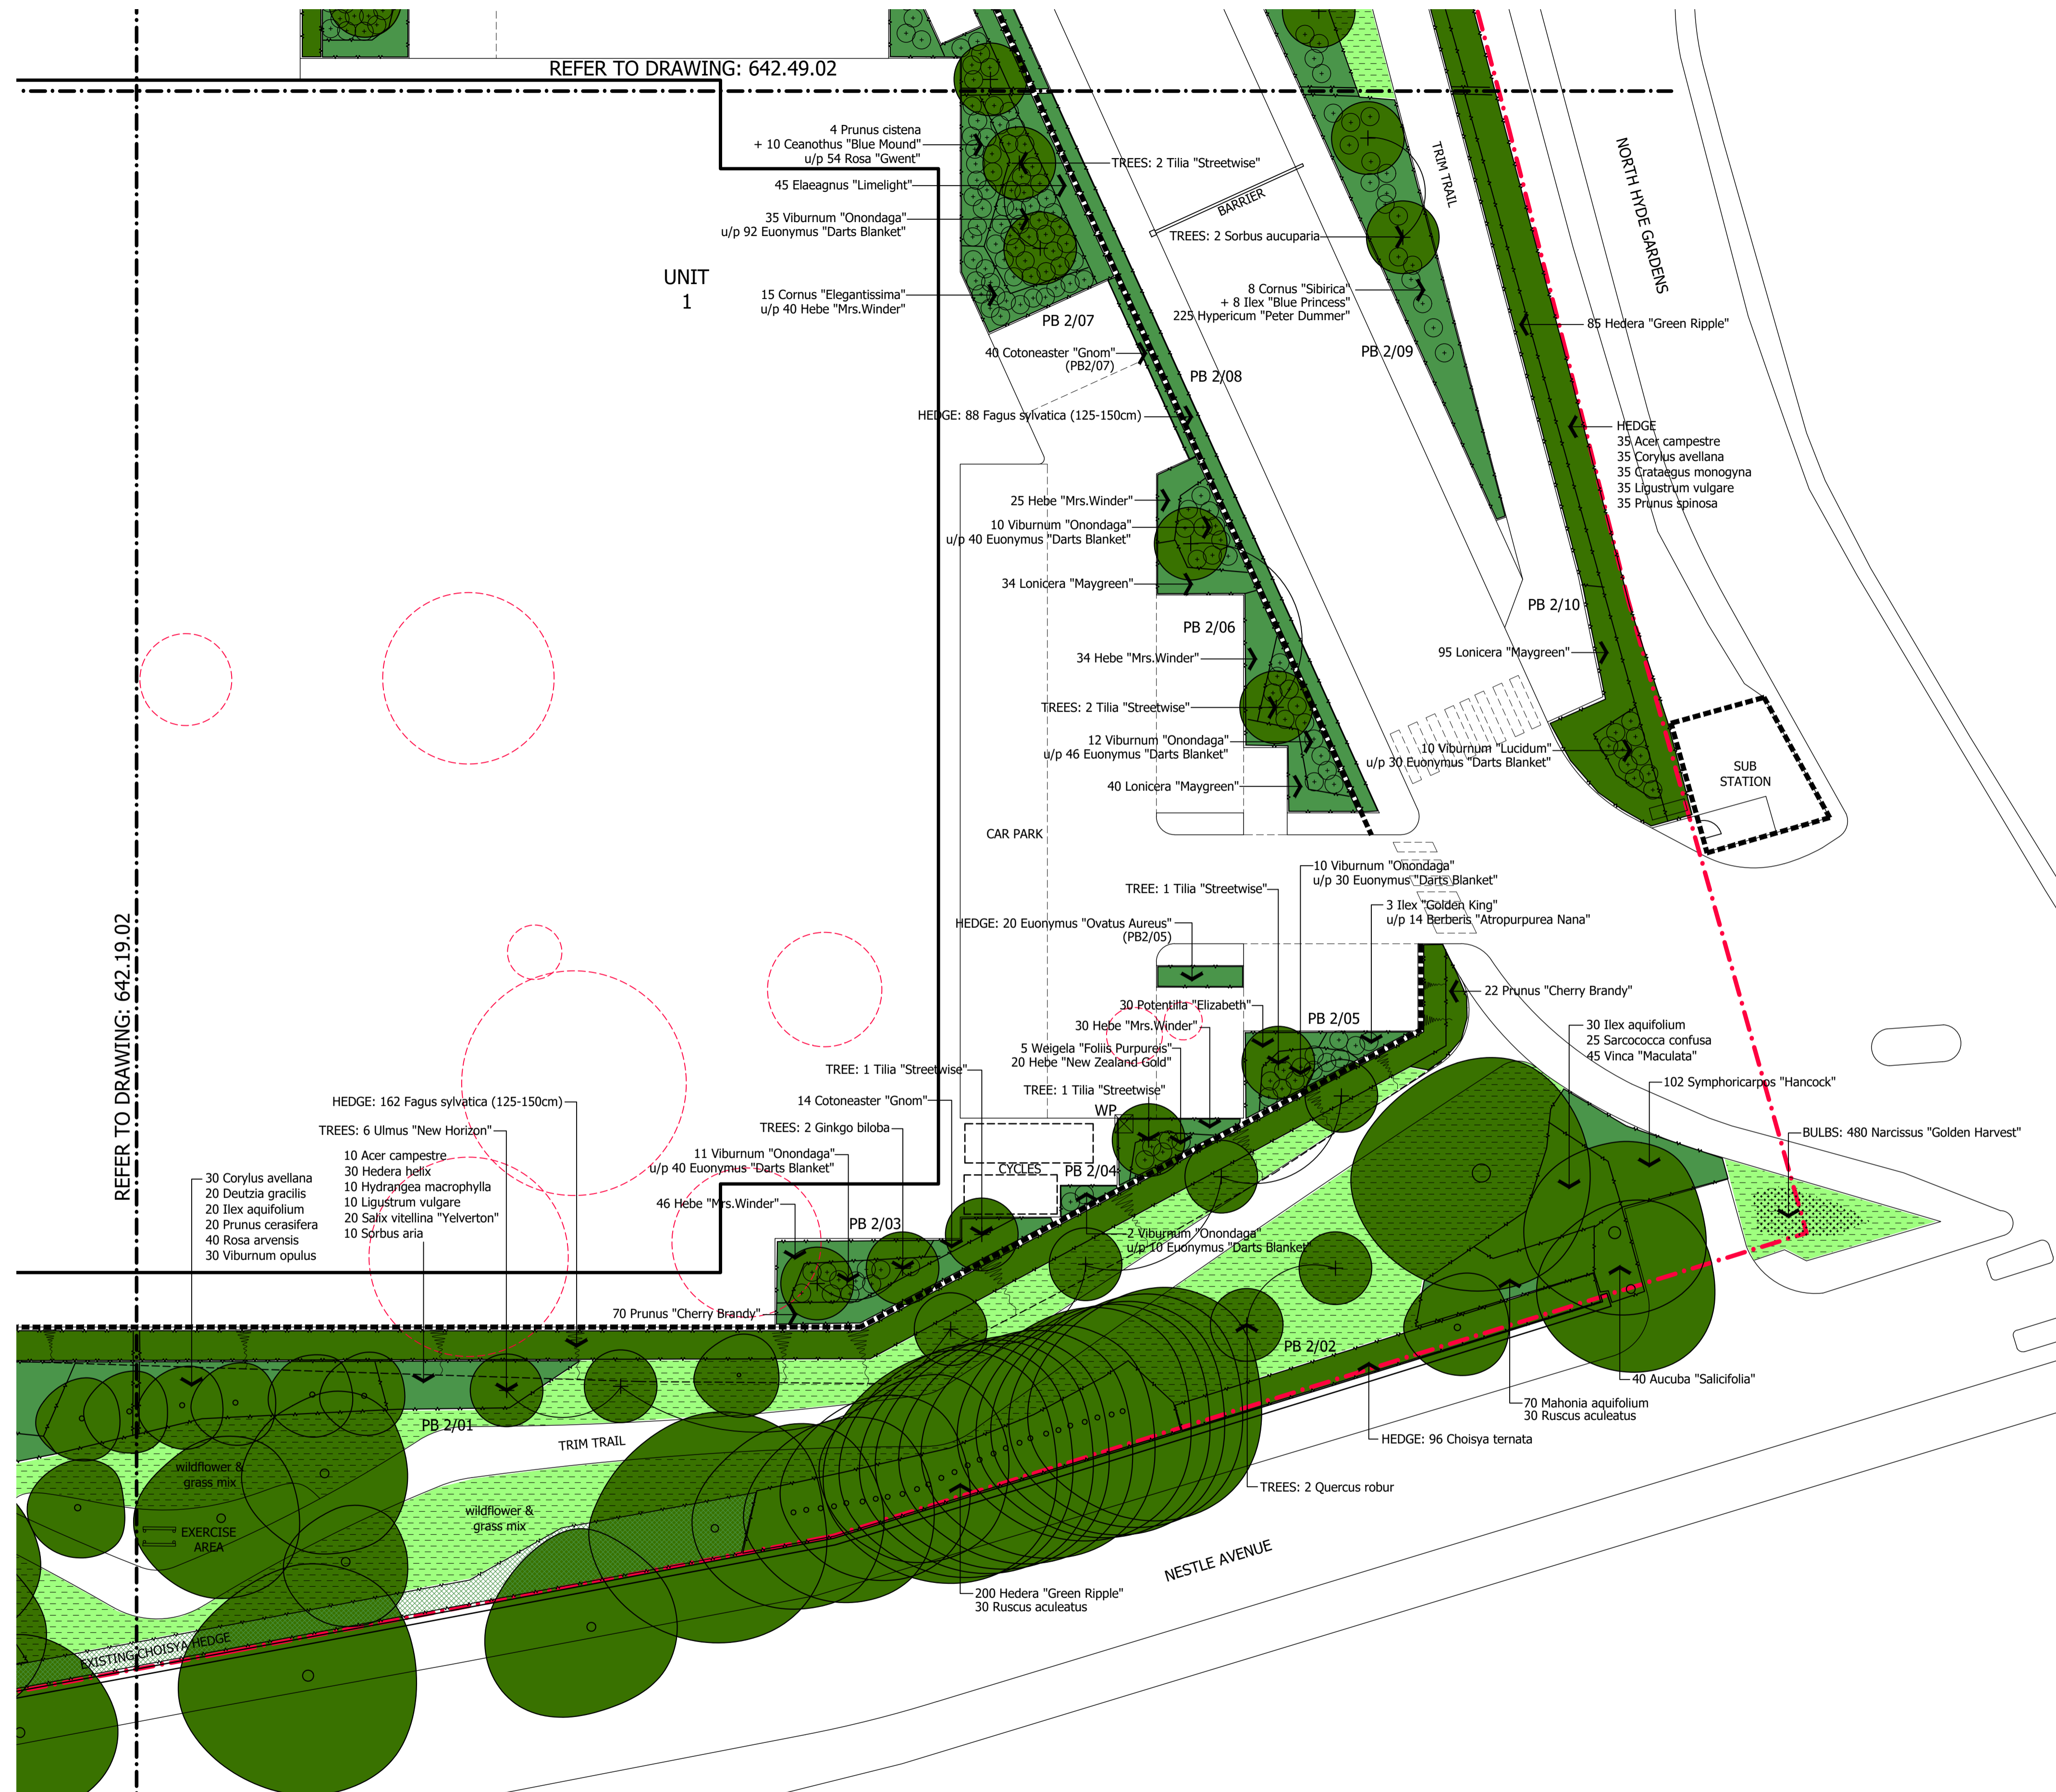 REFER TO DRAWING: 642.49.02
4 Prunus cistena
+ 10 Ceanothus "Blue Mound"
u/p 54 Rosa "Gwent"
TREES: 2 Tilia "Streetwise"
45 Elaeagnus "Limelight"
35 Viburnum "Onondaga"
u/p 92 Euonymus "Darts Blanket"
15 Cornus "Elegantissima"
u/p 40 Hebe "Mrs.Winder"
UNIT
1
PB 2/07
40 Cotoneaster "Gnom"
(PB2/07)
PB 2/08
HEDGE: 88 Fagus sylvatica (125-150cm)
BARRIER
TREES: 2 Sorbus aucuparia
8 Cornus "Sibirica"
+ 8 Ilex "Blue Princess"
225 Hypericum "Peter Dummer"
PB 2/09
TRIM TRAIL
NORTH HYDE GARDENS
85 Hedera "Green Ripple"
HEDGE
35 Acer campestre
35 Corylus avellana
35 Crataegus monogyna
35 Ligustrum vulgare
35 Prunus spinosa
25 Hebe "Mrs.Winder"
10 Viburnum "Onondaga"
u/p 40 Euonymus "Darts Blanket"
34 Lonicera "Maygreen"
PB 2/06
34 Hebe "Mrs.Winder"
TREES: 2 Tilia "Streetwise"
12 Viburnum "Onondaga"
u/p 46 Euonymus "Darts Blanket"
40 Lonicera "Maygreen"
PB 2/10
95 Lonicera "Maygreen"
10 Viburnum "Lucidum"
u/p 30 Euonymus "Darts Blanket"
SUB
STATION
CAR PARK
REFER TO DRAWING: 642.19.02
10 Viburnum "Onondaga"
u/p 30 Euonymus "Darts Blanket"
TREE: 1 Tilia "Streetwise"
3 Ilex "Golden King"
u/p 14 Berberis "Atropurpurea Nana"
HEDGE: 20 Euonymus "Ovatus Aureus"
(PB2/05)
22 Prunus "Cherry Brandy"
30 Potentilla "Elizabeth"
PB 2/05
30 Hebe "Mrs.Winder"
5 Weigela "Foliis Purpureis"
20 Hebe "New Zealand Gold"
30 Ilex aquifolium
25 Sarcococca confusa
45 Vinca "Maculata"
TREE: 1 Tilia "Streetwise"
TREE: 1 Tilia "Streetwise"
102 Symphoricarpos "Hancock"
14 Cotoneaster "Gnom"
WP
HEDGE: 162 Fagus sylvatica (125-150cm)
TREES: 2 Ginkgo biloba
TREES: 6 Ulmus "New Horizon"
BULBS: 480 Narcissus "Golden Harvest"
11 Viburnum "Onondaga"
u/p 40 Euonymus "Darts Blanket"
CYCLES
PB 2/04
10 Acer campestre
30 Hedera helix
10 Hydrangea macrophylla
10 Ligustrum vulgare
20 Salix vitellina "Yelverton"
10 Sorbus aria
30 Corylus avellana
20 Deutzia gracilis
20 Ilex aquifolium
20 Prunus cerasifera
40 Rosa arvensis
30 Viburnum opulus
46 Hebe "Mrs.Winder"
PB 2/03
2 Viburnum "Onondaga"
u/p 10 Euonymus "Darts Blanket"
70 Prunus "Cherry Brandy"
PB 2/02
40 Aucuba "Salicifolia"
70 Mahonia aquifolium
30 Ruscus aculeatus
HEDGE: 96 Choisya ternata
PB 2/01
TRIM TRAIL
wildflower &
grass mix
wildflower &
grass mix
TREES: 2 Quercus robur
EXERCISE
AREA
NESTLE AVENUE
200 Hedera "Green Ripple"
30 Ruscus aculeatus
EXISTING CHOISYA HEDGE